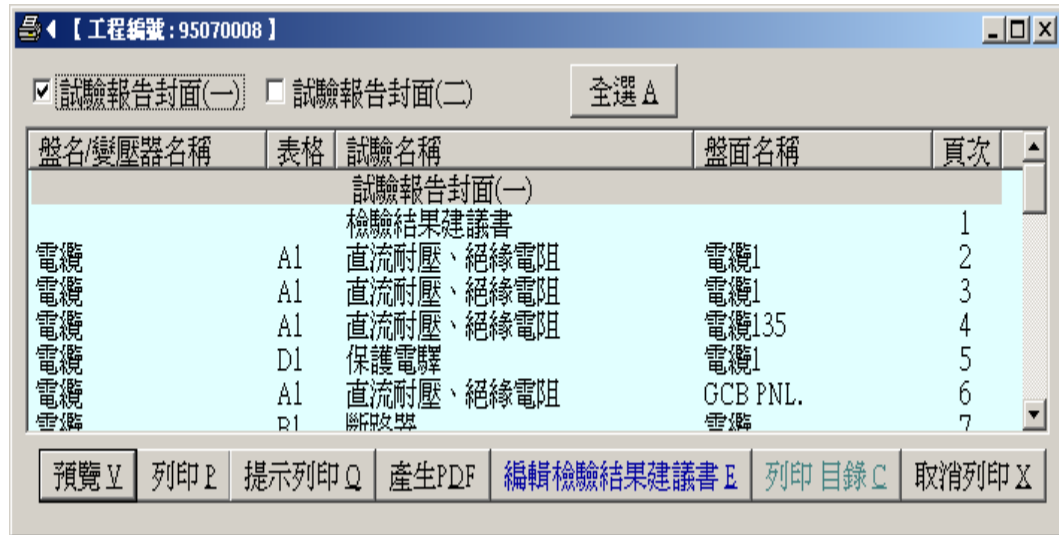 【 工程編號 : 95070008 】
試驗報告封面(一) 試驗報告封面(二) 全選 A
盤名/變壓器名稱 表格 試驗名稱 盤面名稱 頁次
試驗報告封面(一)
檢驗結果建議書 1
電纜 A1 直流耐壓、絕緣電阻 電纜1 2
電纜 A1 直流耐壓、絕緣電阻 電纜1 3
電纜 A1 直流耐壓、絕緣電阻 電纜135 4
電纜 D1 保護電驛 電纜1 5
電纜 A1 直流耐壓、絕緣電阻 GCB PNL. 6
電纜 B1 斷路器 電纜 7
預覽 V 列印 P 提示列印 Q 產生PDF 編輯檢驗結果建議書 E 列印 目錄 C 取消列印 X